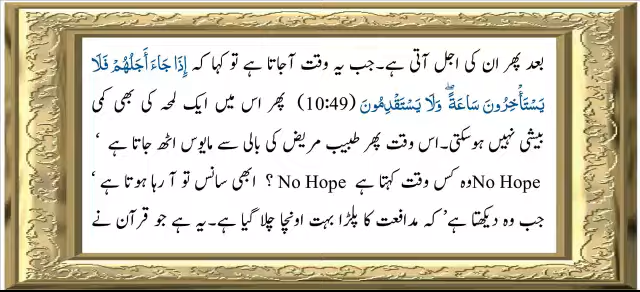 بعد پھر ان کی اجل آتی ہے۔جب یہ وقت آجاتا ہے تو کہا کہ إِذَا جَاءَ أَجَلُهُمْ فَلَا
يَسْتَأْخِرُونَ سَاعَةً ۖ وَلَا يَسْتَقْدِمُونَ (10:49) پھر اس میں ایک لمحہ کی بھی کمی
بیشی نہیں ہوسکتی۔اس وقت پھر طبیب مریض کی بالی سے مایوس اٹھ جاتا ہے ‘
No Hope وہ کس وقت کہتا ہے No Hope ؟ ابھی سانس تو آ رہا ہوتا ہے ‘
جب وہ دیکھتا ہے‘ کہ مدافعت کا پلڑا بہت اونچا چلا گیا ہے۔یہ ہے جو قرآن نے